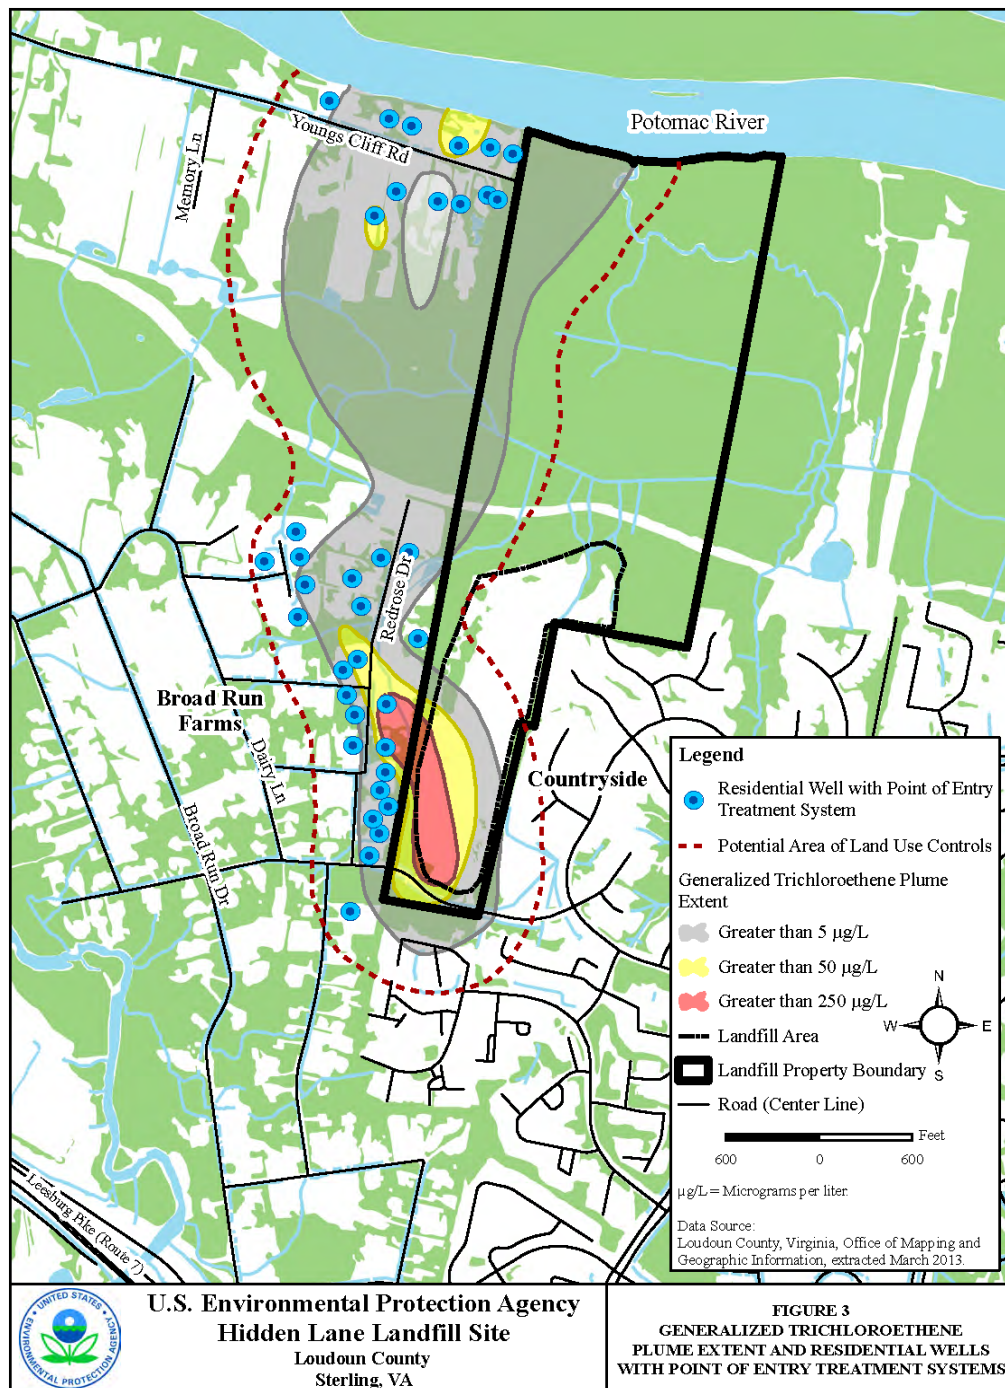 Potomac River
Youngs Cliff Rd
Memory Ln
Redrose Dr
Broad Run
Farms
Dairy Ln
Broad Run Dr
Countryside
Leesburg Pike (Route 7)
Legend
Residential Well with Point of Entry
Treatment System
Potential Area of Land Use Controls
Generalized Trichloroethene Plume
Extent
Greater than 5 µg/L
Greater than 50 µg/L
Greater than 250 µg/L
Landfill Area
Landfill Property Boundary
Road (Center Line)
N
W E
S
Feet
600 0 600
µg/L = Micrograms per liter.
Data Source:
Loudoun County, Virginia, Office of Mapping and
Geographic Information, extracted March 2013.
UNITED STATES
ENVIRONMENTAL PROTECTION AGENCY
U.S. Environmental Protection Agency
Hidden Lane Landfill Site
Loudoun County
Sterling, VA
FIGURE 3
GENERALIZED TRICHLOROETHENE
PLUME EXTENT AND RESIDENTIAL WELLS
WITH POINT OF ENTRY TREATMENT SYSTEMS